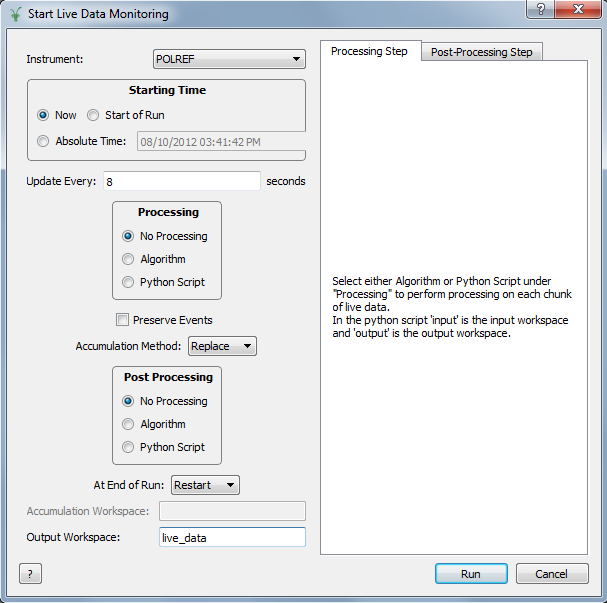 Start Live Data Monitoring
?
Instrument: POLREF
Starting Time
Now Start of Run
Absolute Time: 08/10/2012 03:41:42 PM
Update Every: 8 seconds
Processing
No Processing
Algorithm
Python Script
Preserve Events
Accumulation Method: Replace
Post Processing
No Processing
Algorithm
Python Script
At End of Run: Restart
Accumulation Workspace:
Output Workspace: live_data
?
Processing Step Post-Processing Step
Select either Algorithm or Python Script under
"Processing" to perform processing on each chunk
of live data.
In the python script 'input' is the input workspace
and 'output' is the output workspace.
Run Cancel